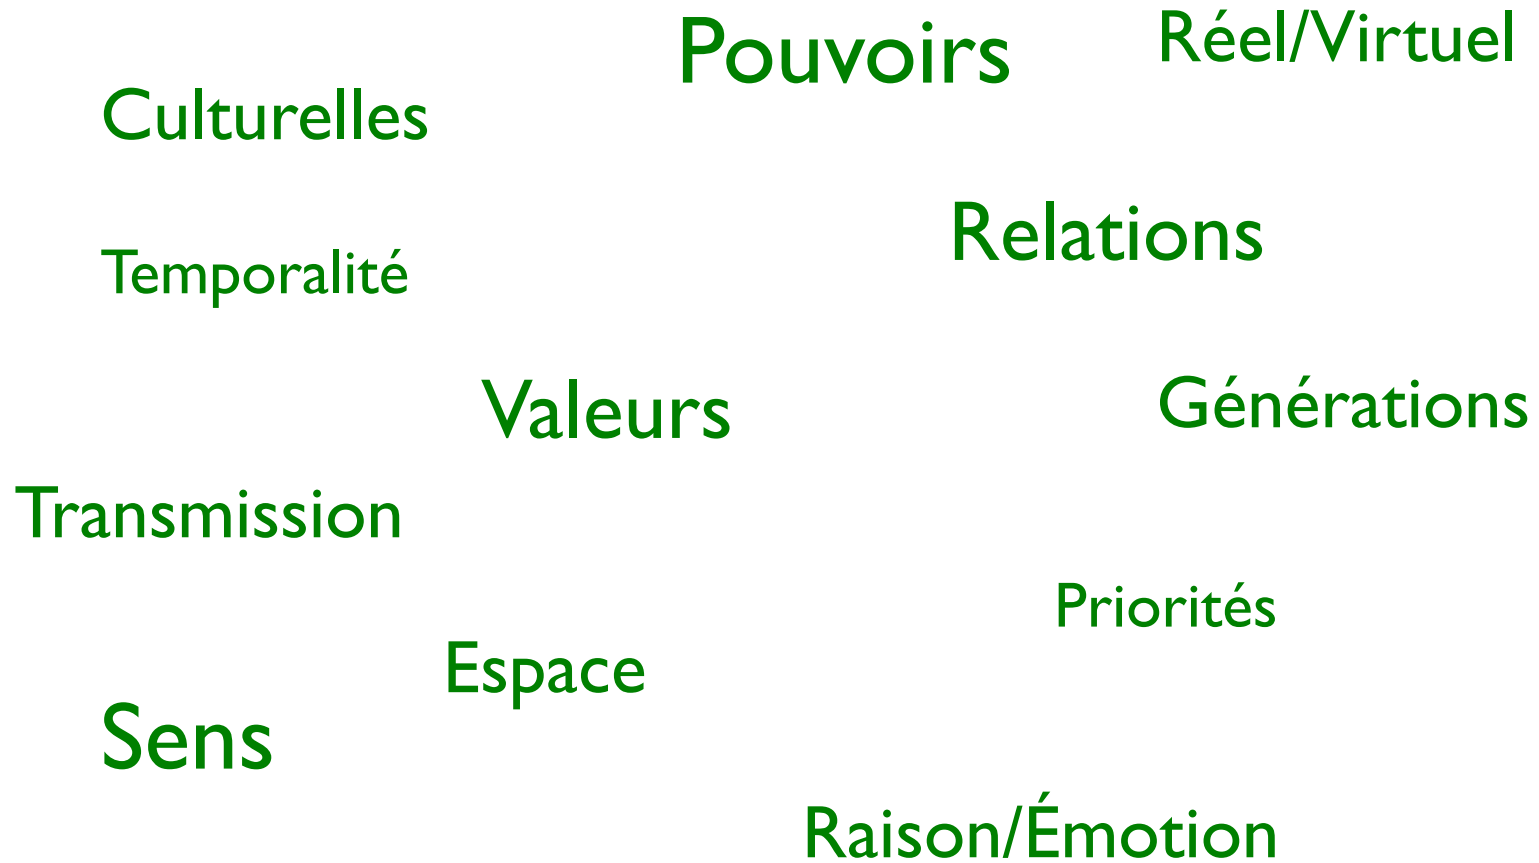 Pouvoirs
Réel/Virtuel
Culturelles
Relations
Temporalité
Valeurs
Générations
Transmission
Priorités
Espace
Sens
Raison/Émotion